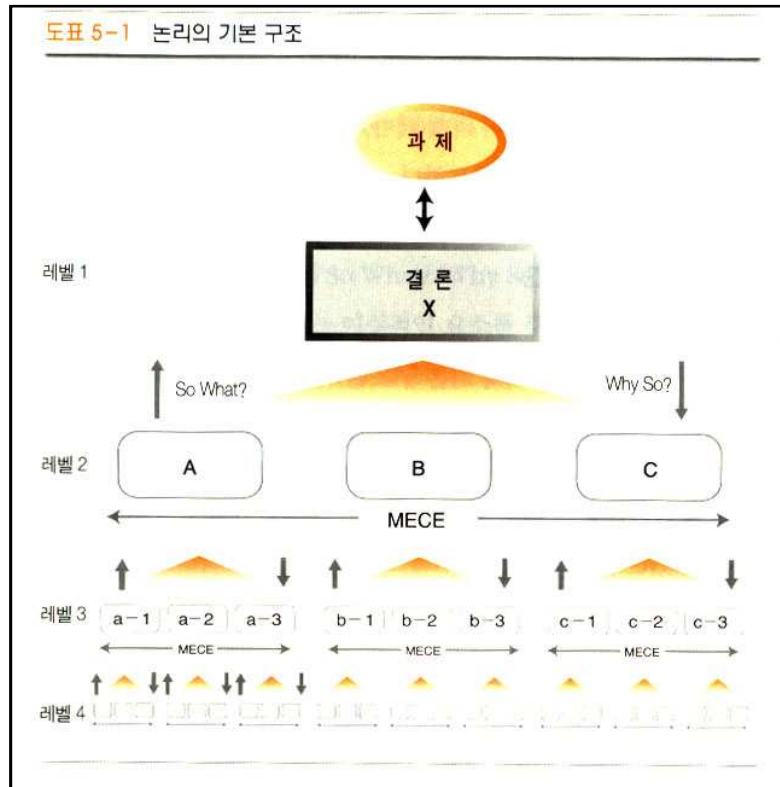 도표 5-1 논리의 기본 구조
과 제
레벨 1
결 론
X
So What?
Why So?
레벨 2
A
B
C
MECE
레벨 3
a-1 a-2 a-3
b-1 b-2 b-3
c-1 c-2 c-3
MECE
MECE
MECE
레벨 4